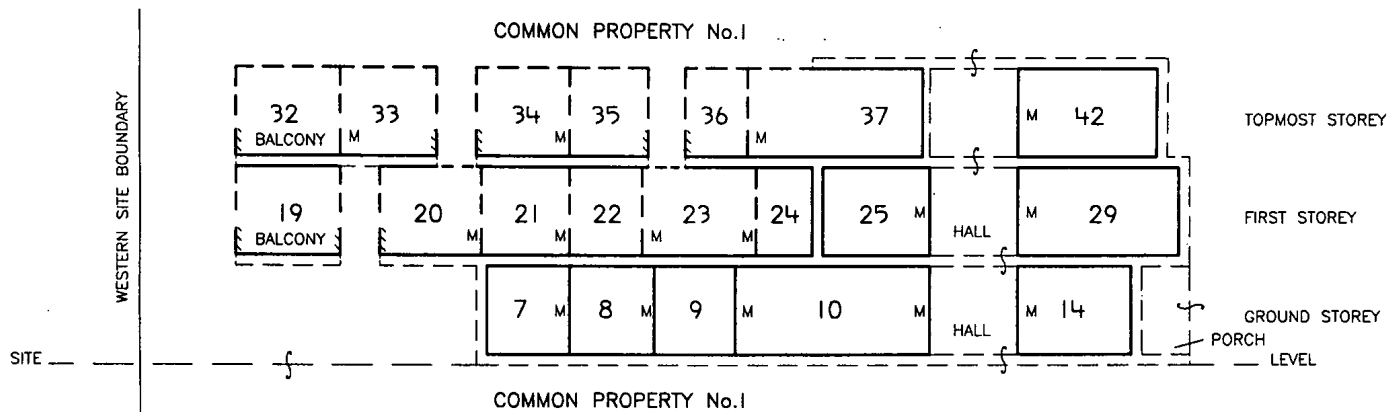 COMMON PROPERTY No.1
WESTERN SITE BOUNDARY
32 33 34 35 36 37 42 TOPMOST STOREY
BALCONY M M M M
19 20 21 22 23 24 25 29 FIRST STOREY
BALCONY M M M M M M
HALL
7 8 9 10 14 GROUND STOREY
M M M M M
HALL
PORCH
SITE LEVEL
COMMON PROPERTY No.1